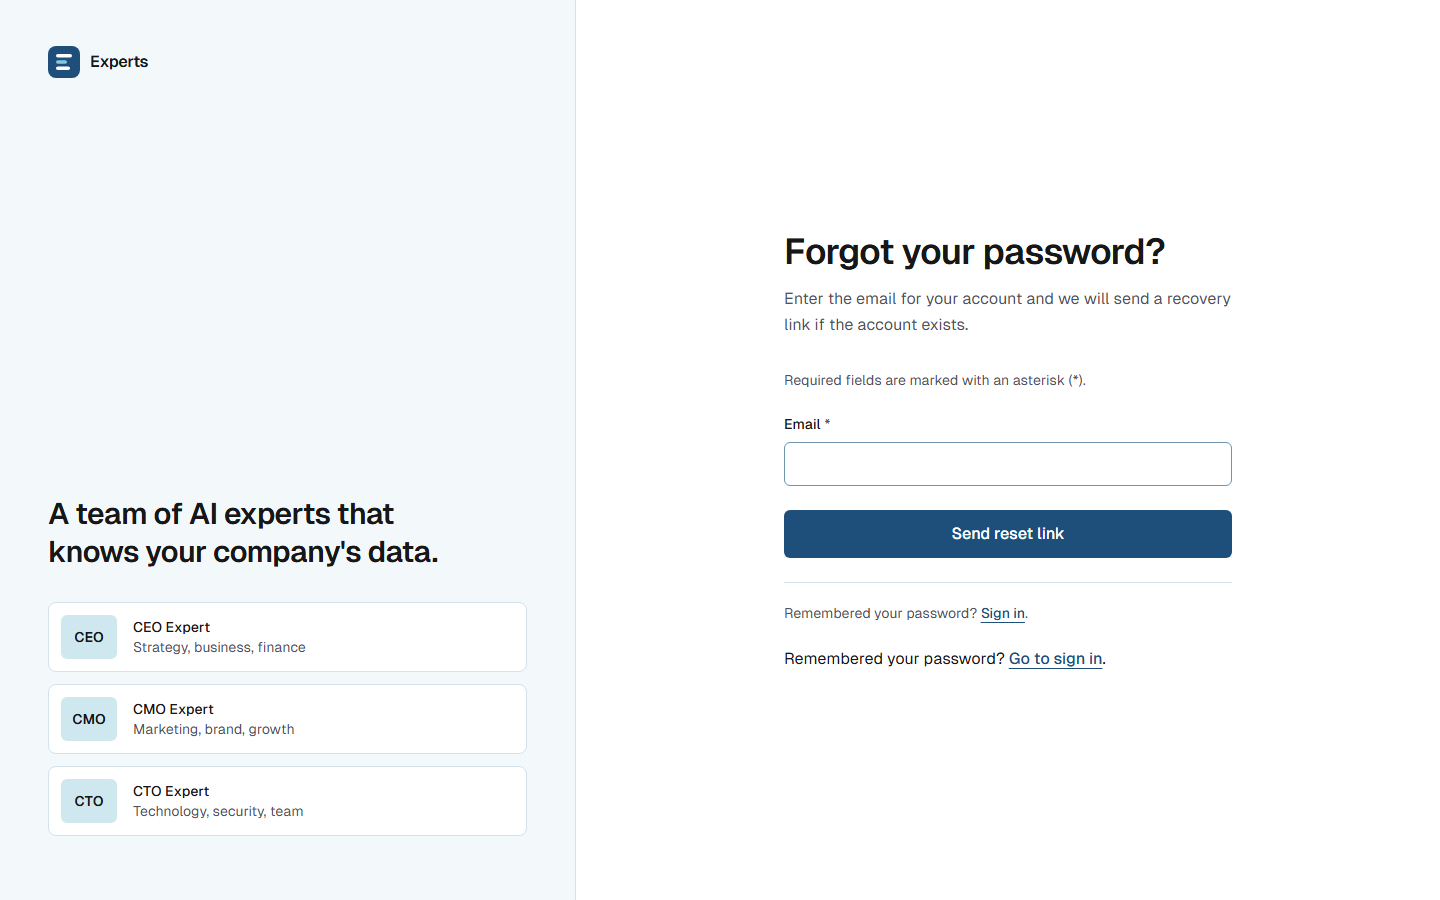 Experts
A team of AI experts that
knows your company's data.
CEO
CEO Expert
Strategy, business, finance
CMO
CMO Expert
Marketing, brand, growth
CTO
CTO Expert
Technology, security, team
Forgot your password?
Enter the email for your account and we will send a recovery
link if the account exists.
Required fields are marked with an asterisk (*).
Email *
Send reset link
Remembered your password? Sign in.
Remembered your password? Go to sign in.